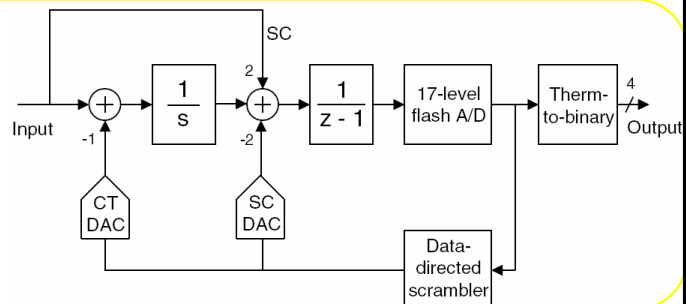 SC
2
1
s
1
z - 1
17-level
flash A/D
Therm-
to-binary
4
Input
Output
-1
-2
CT
DAC
SC
DAC
Data-
directed
scrambler